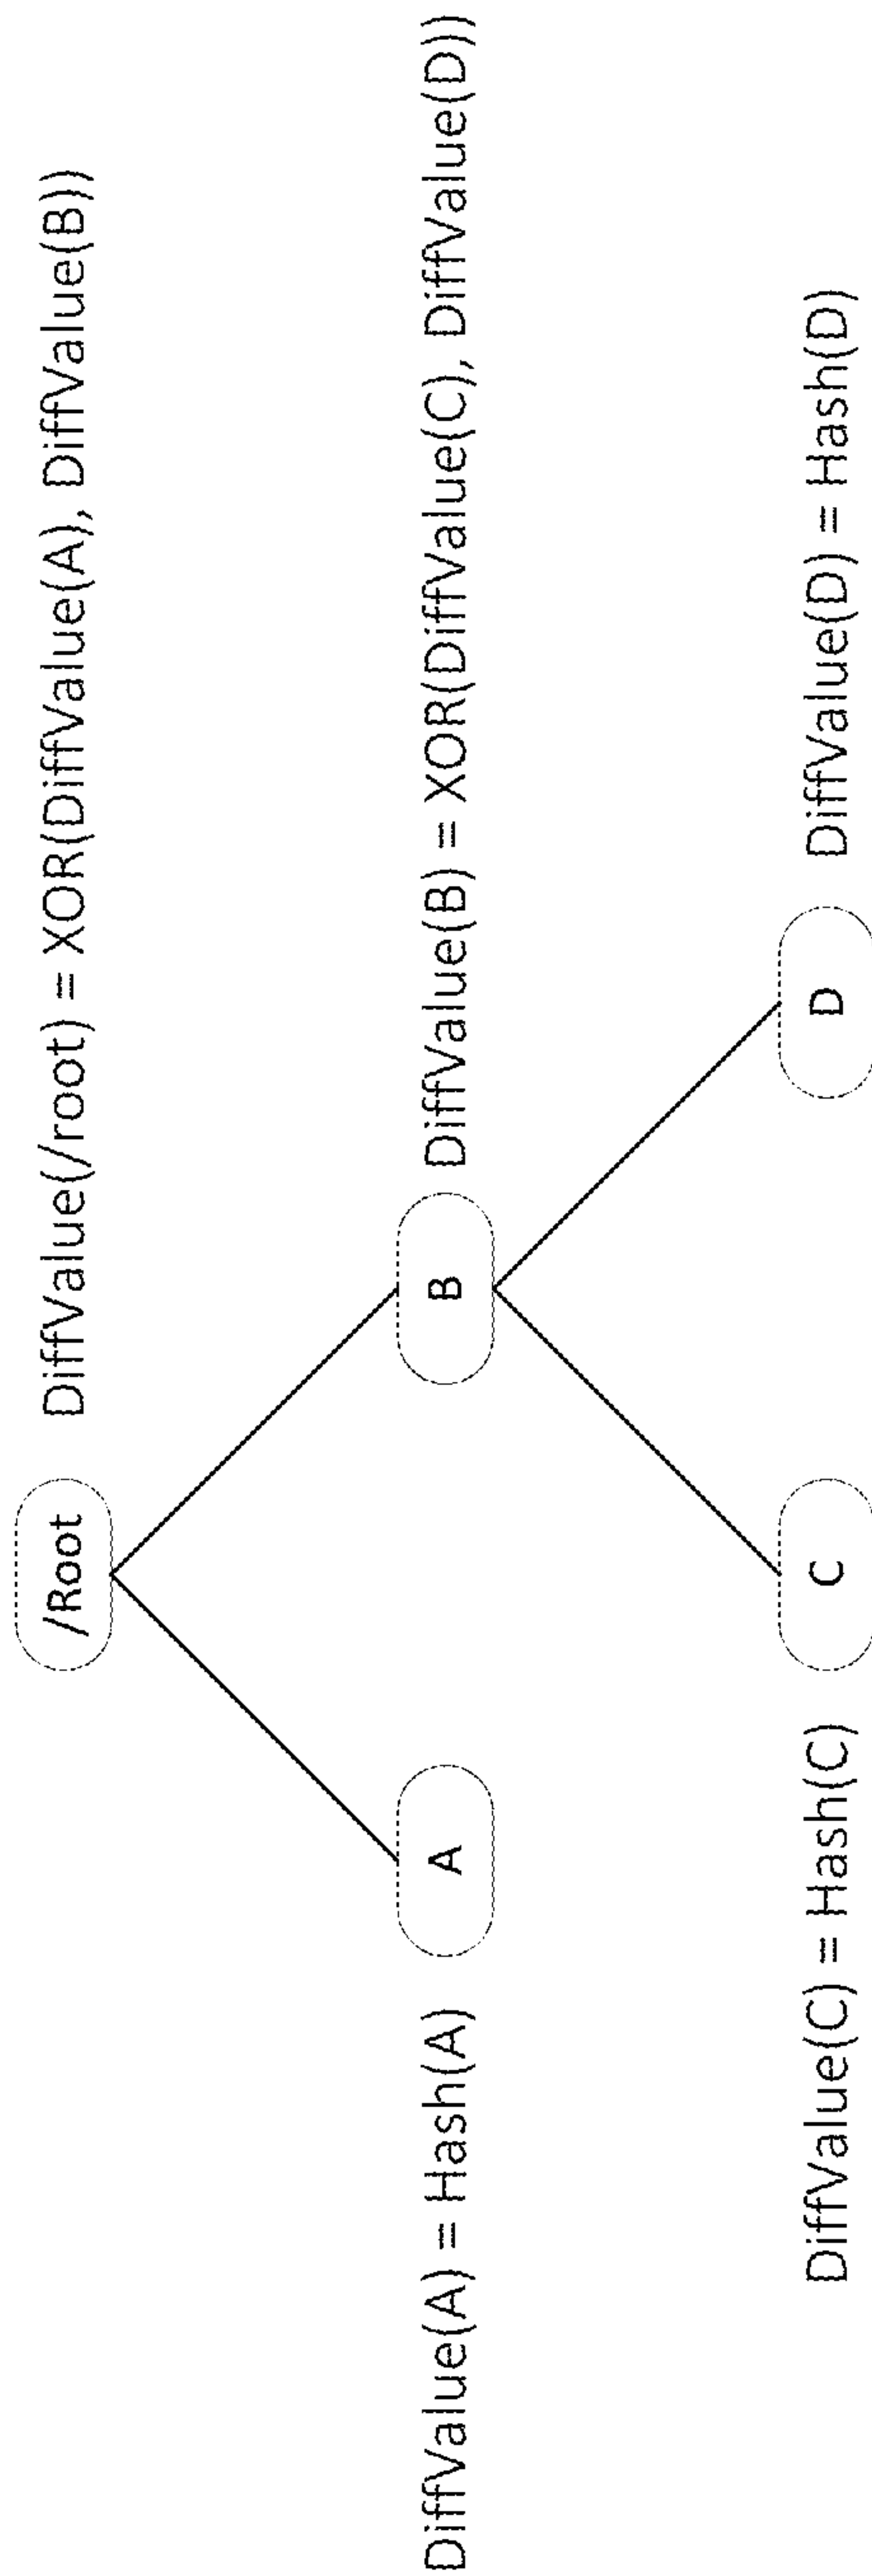 /Root
DiffValue(/root) = XOR(DiffValue(A), DiffValue(B))
DiffValue(A) = Hash(A)
A
B
DiffValue(B) = XOR(DiffValue(C), DiffValue(D))
DiffValue(C) = Hash(C)
C
D
DiffValue(D) = Hash(D)